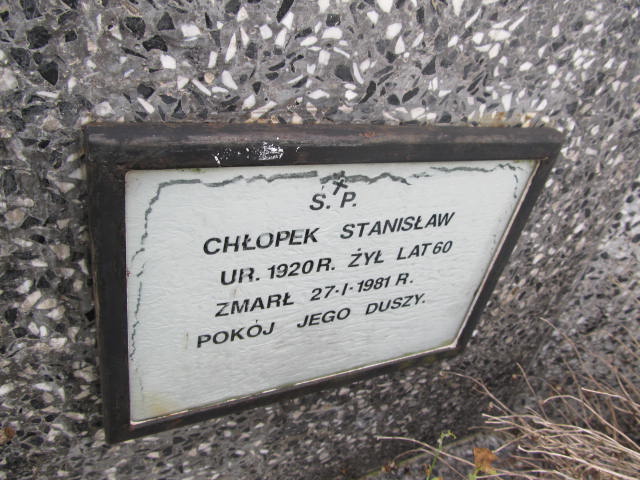 Ś. P.
CHŁOPEK STANISŁAW
UR. 1920 R. ŻYŁ LAT 60
ZMARŁ 27·I·1981 R.
POKÓJ JEGO DUSZY.